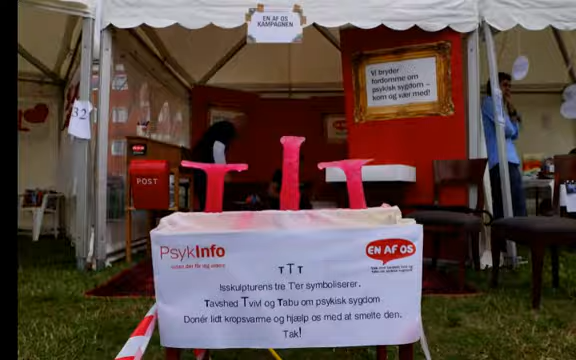 EN AF OS
KAMPAGNEN
Vi bryder
fordomme om
psykisk sygdom -
kom og vær med!
32
POST
PsykInfo
EN AF OS
TTT
Isskulpturens tre T'er symboliserer.
Tavshed Tvivl og Tabu om psykisk sygdom
Donér lidt kropsvarme og hjælp os med at smelte den.
Tak!